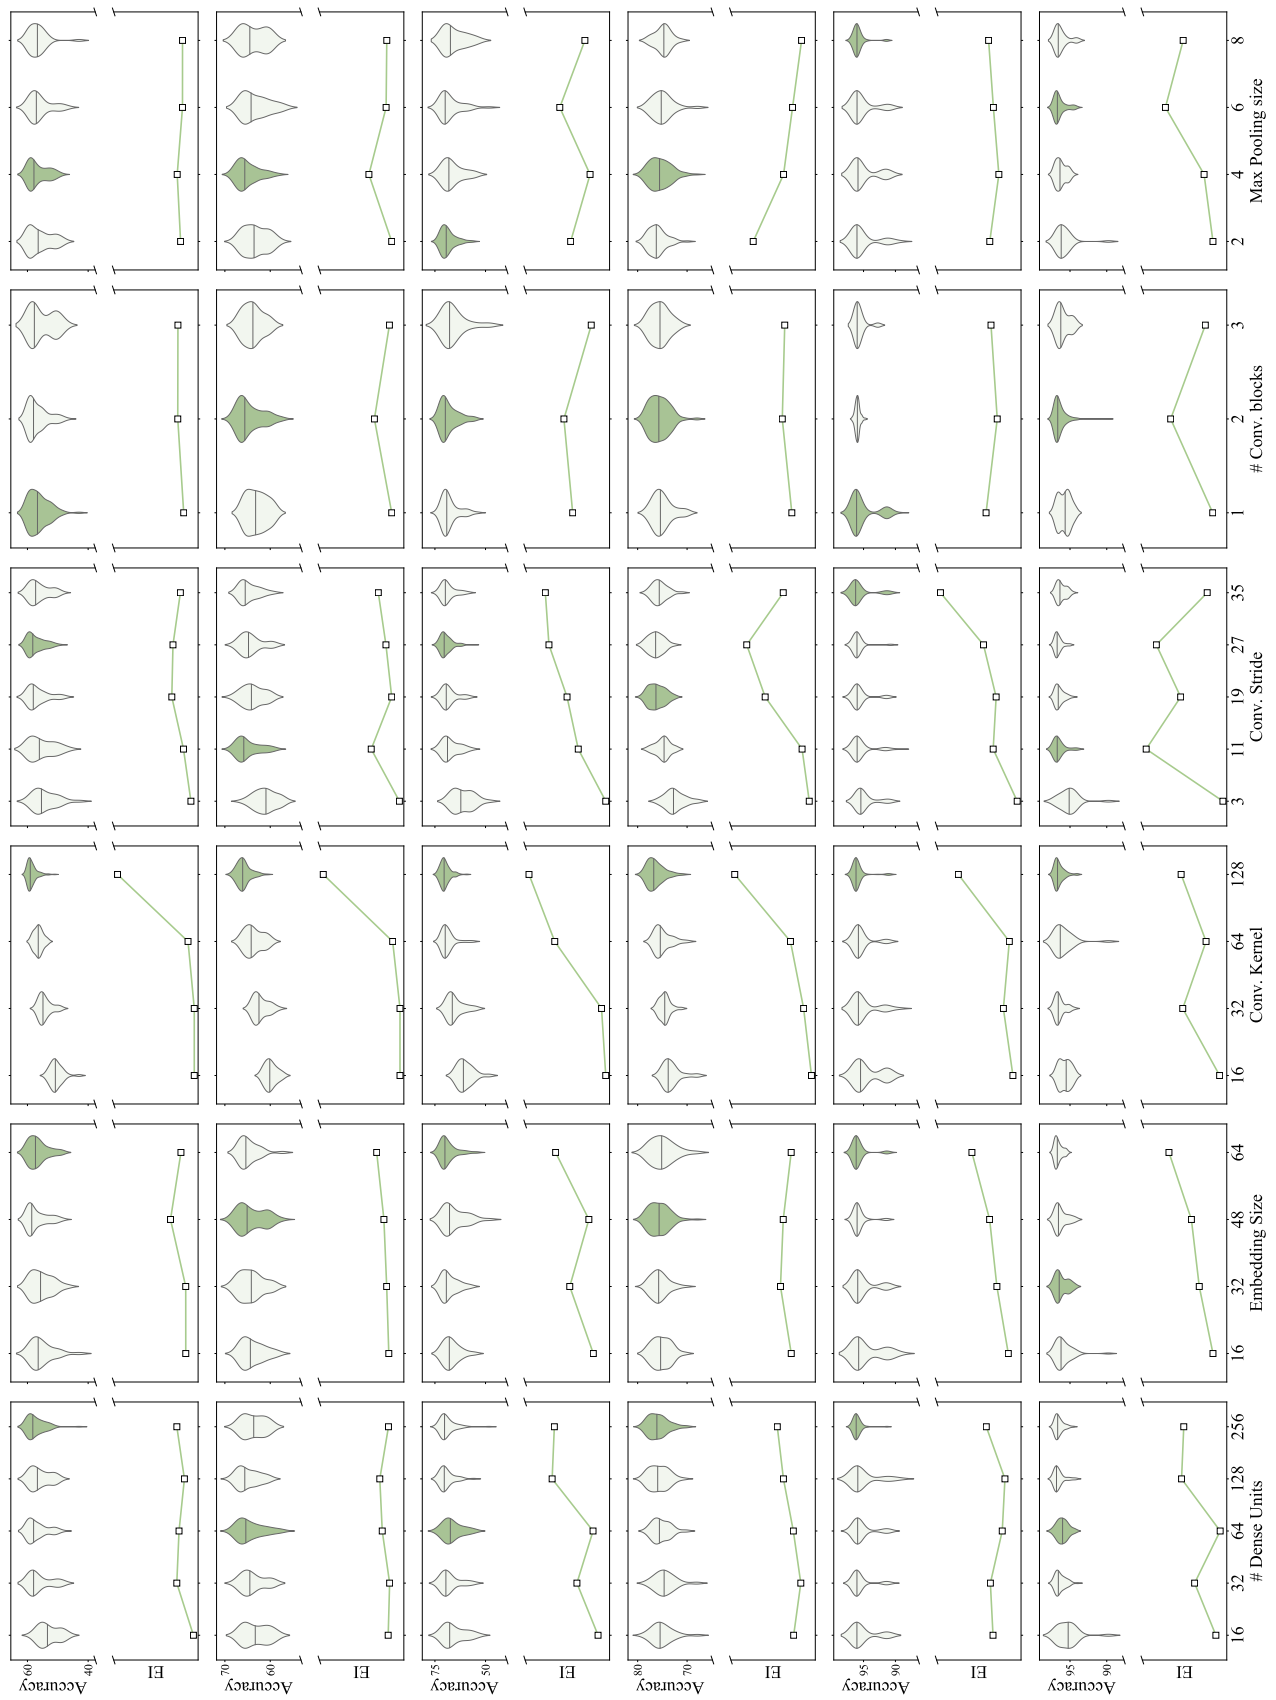 Accuracy
60
40
EI
Accuracy
70
60
EI
Accuracy
75
50
EI
Accuracy
80
70
EI
Accuracy
95
90
EI
Accuracy
95
90
EI
16 32 64 128 256
# Dense Units
16 32 48 64
Embedding Size
16 32 64 128
Conv. Kernel
3 11 19 27 35
Conv. Stride
1 2 3
# Conv. blocks
2 4 6 8
Max Pooling size